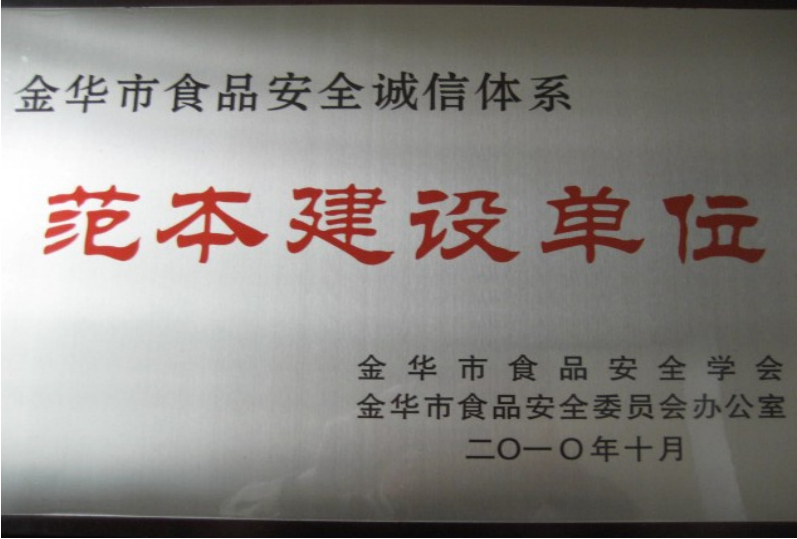 金华市食品安全诚信体系
范本建设单位
金华市食品安全学会
金华市食品安全委员会办公室
二〇一〇年十月